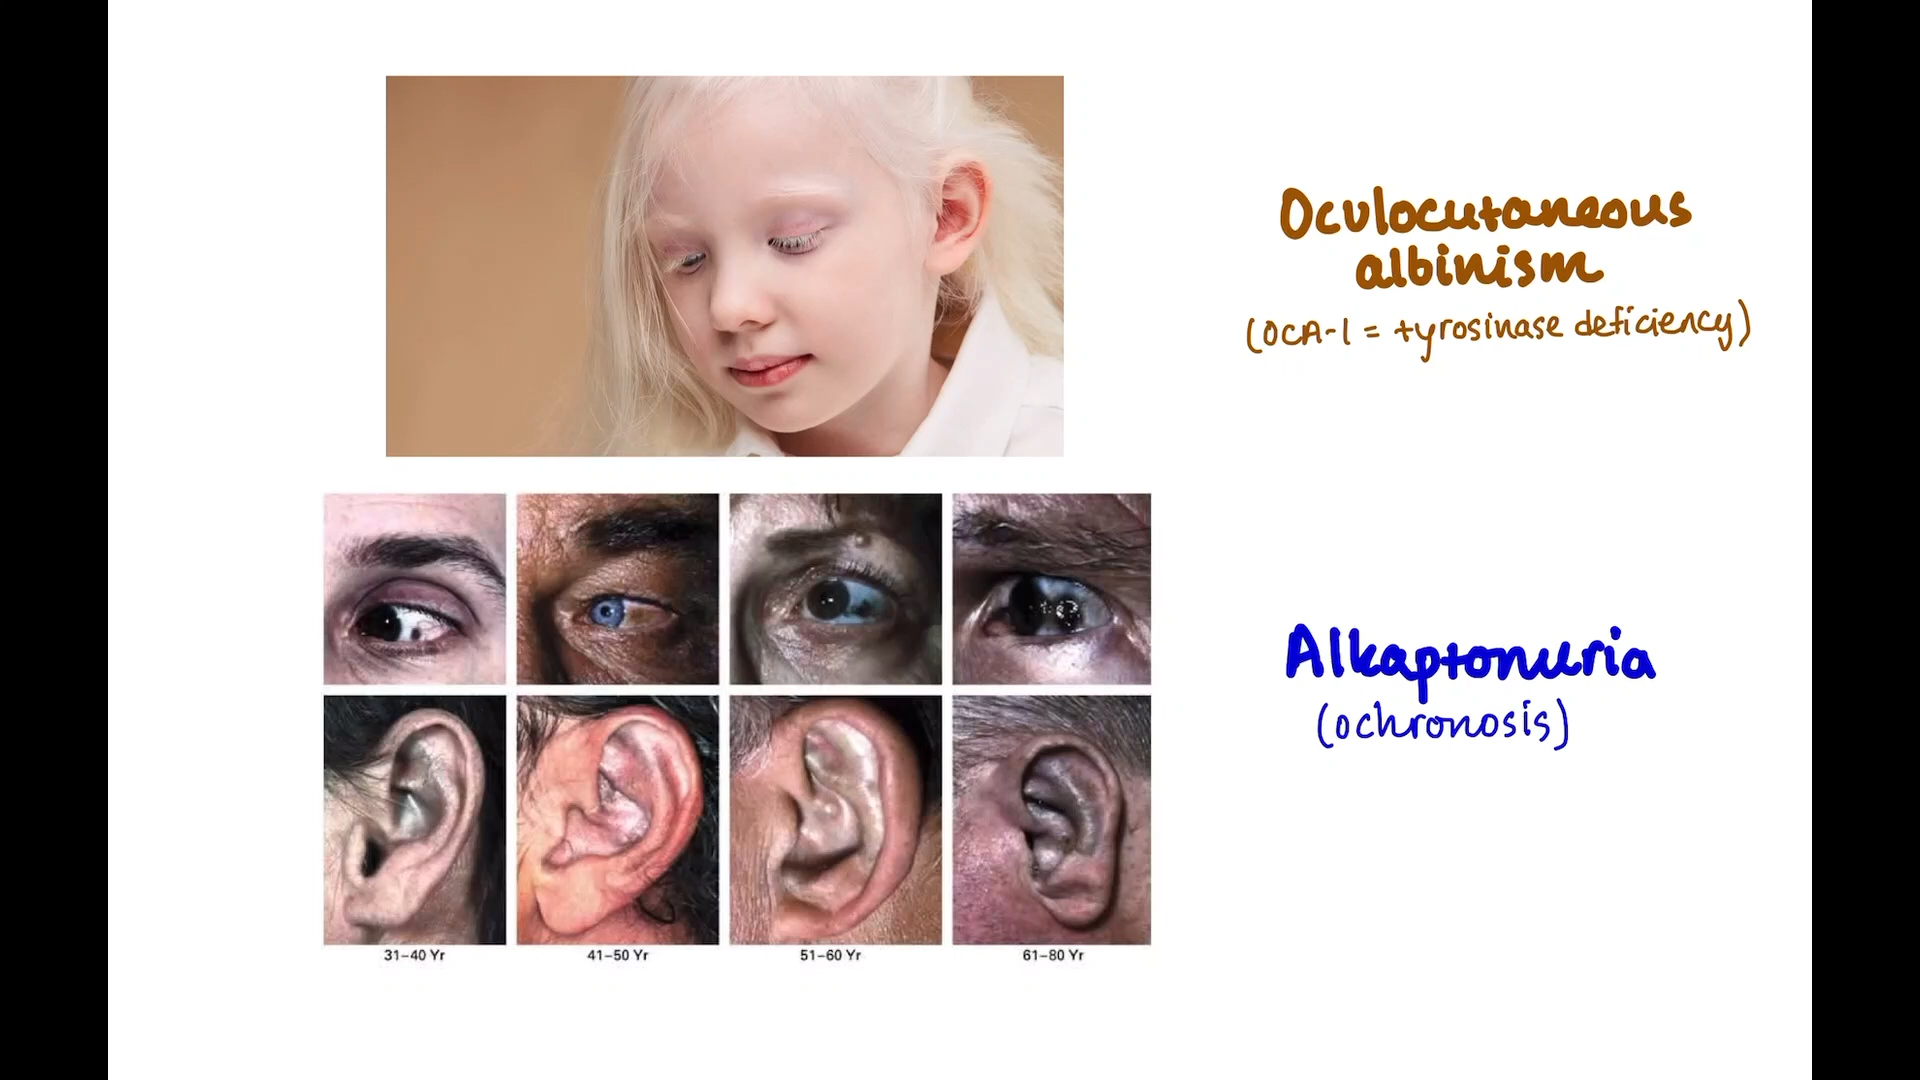 Oculocutaneous
albinism
(OCA-1 = tyrosinase deficiency)
Alkaptonuria
(ochronosis)
31–40 Yr
41–50 Yr
51–60 Yr
61–80 Yr